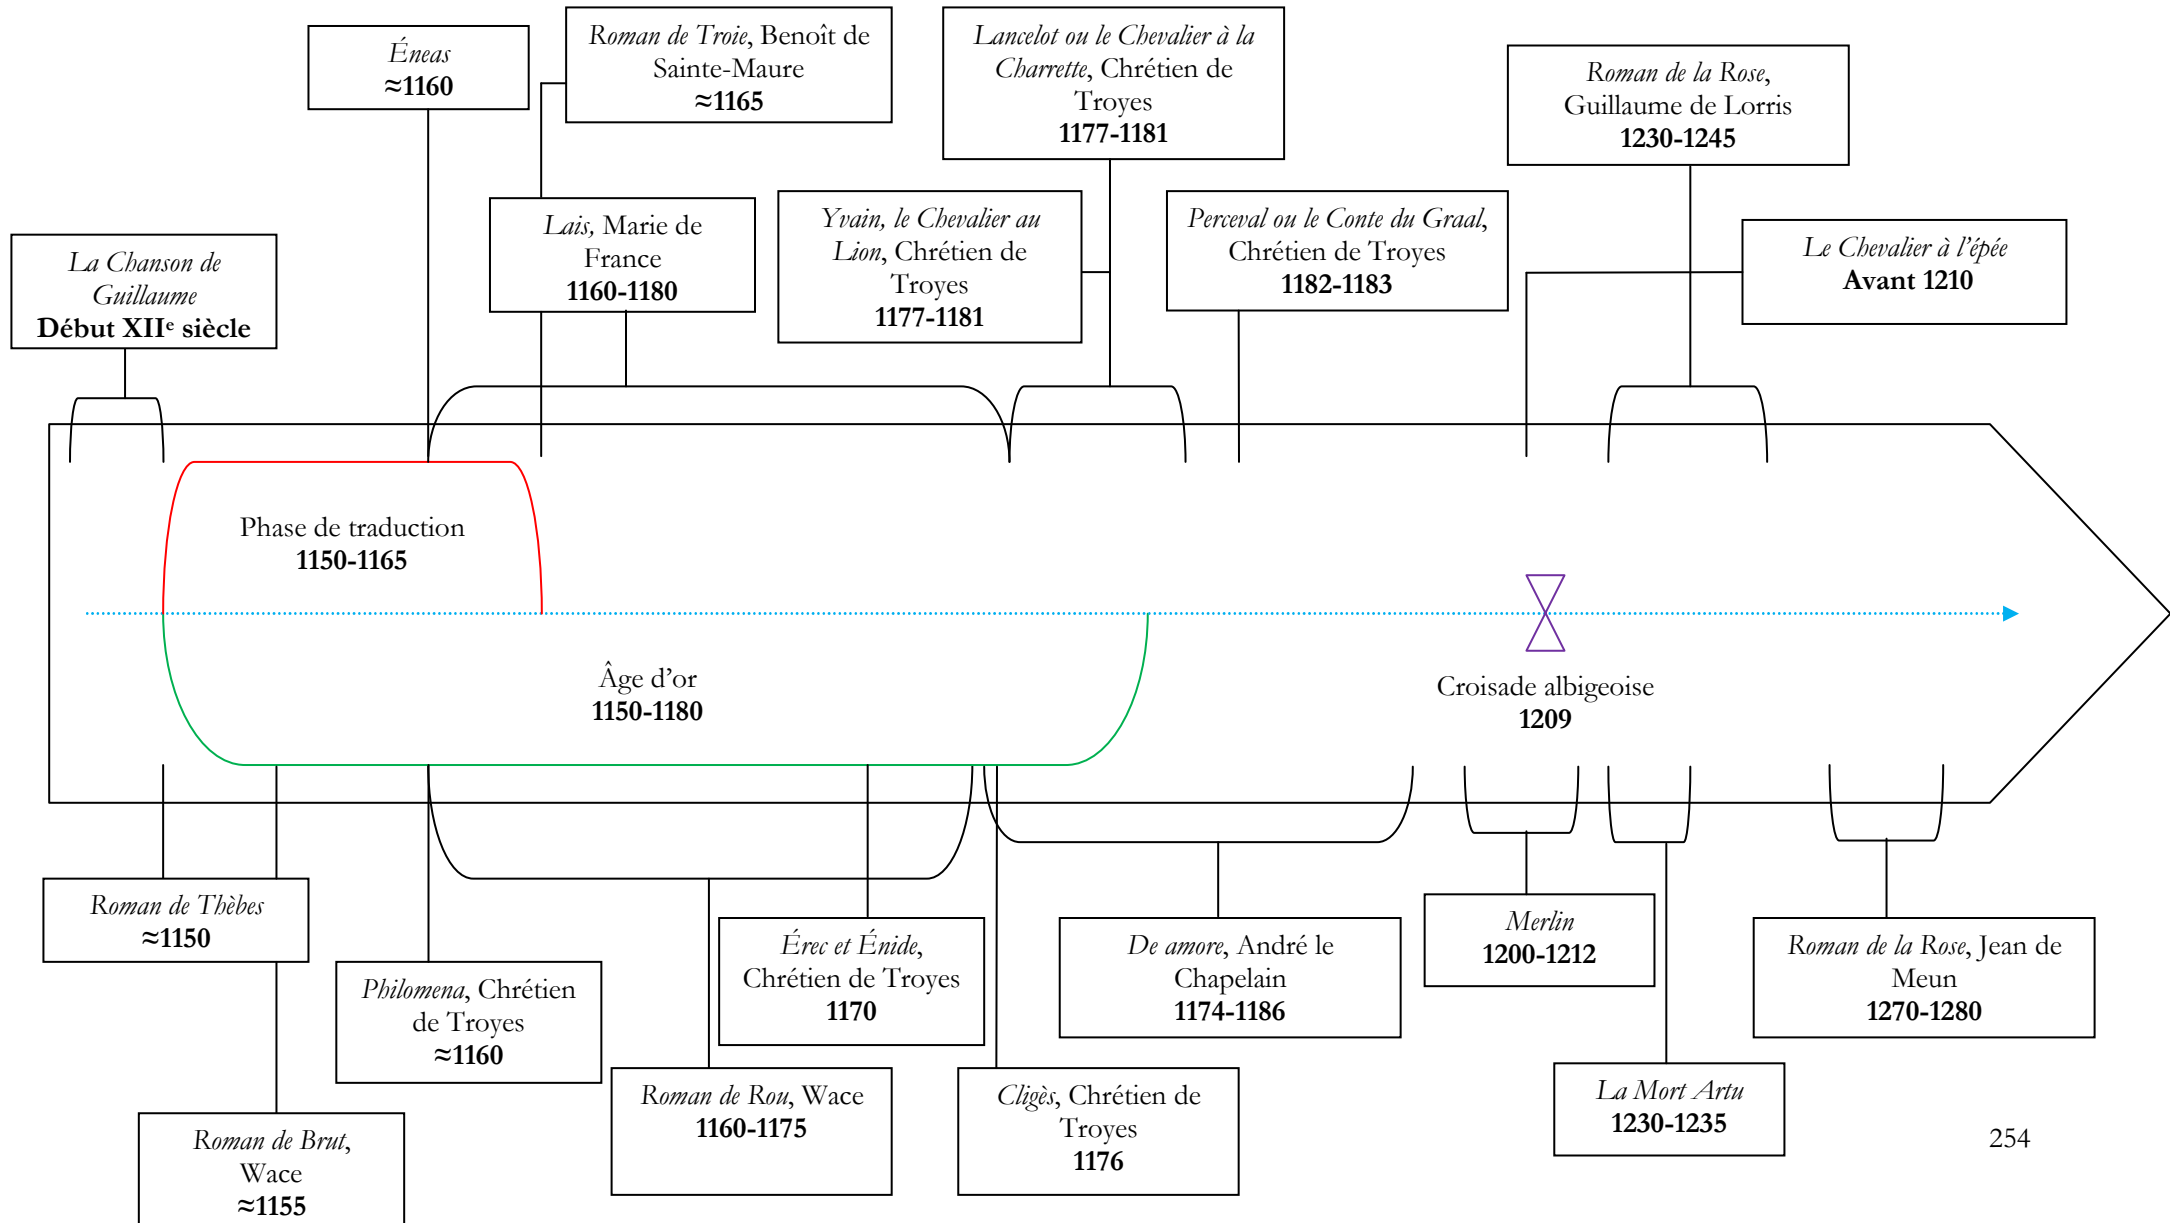 Éneas
≈1160
Roman de Troie, Benoît de
Sainte-Maure
≈1165
Lancelot ou le Chevalier à la
Charrette, Chrétien de
Troyes
1177-1181
Roman de la Rose,
Guillaume de Lorris
1230-1245
La Chanson de
Guillaume
Début XIIe siècle
Lais, Marie de
France
1160-1180
Yvain, le Chevalier au
Lion, Chrétien de
Troyes
1177-1181
Perceval ou le Conte du Graal,
Chrétien de Troyes
1182-1183
Le Chevalier à l’épée
Avant 1210
Phase de traduction
1150-1165
Âge d’or
1150-1180
Croisade albigeoise
1209
Roman de Thèbes
≈1150
Philomena, Chrétien
de Troyes
≈1160
Érec et Énide,
Chrétien de Troyes
1170
De amore, André le
Chapelain
1174-1186
Merlin
1200-1212
Roman de la Rose, Jean de
Meun
1270-1280
Roman de Brut,
Wace
≈1155
Roman de Rou, Wace
1160-1175
Cligès, Chrétien de
Troyes
1176
La Mort Artu
1230-1235
254